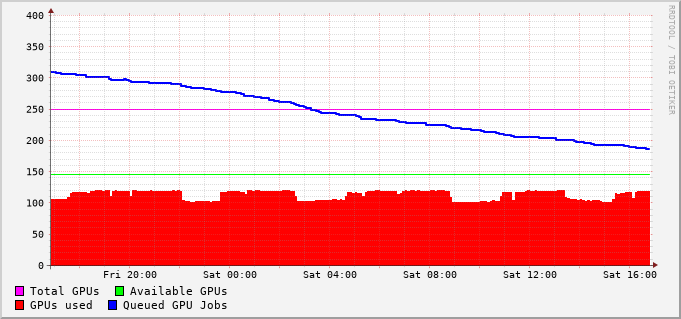 400
350
300
250
200
150
100
50
0
Fri 20:00 Sat 00:00 Sat 04:00 Sat 08:00 Sat 12:00 Sat 16:00
Total GPUs Available GPUs
GPUs used Queued GPU Jobs
RRDTOOL / TOBI OETIKER